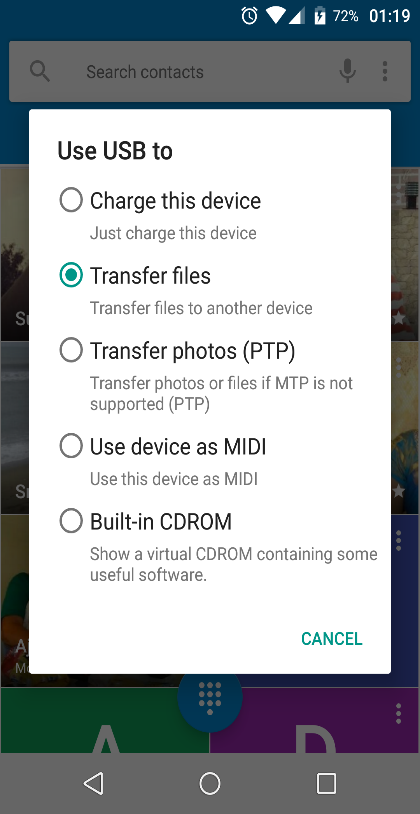 72% 01:19
Search contacts
Use USB to
Charge this device
Just charge this device
Transfer files
Transfer files to another device
Transfer photos (PTP)
Transfer photos or files if MTP is not
supported (PTP)
Use device as MIDI
Use this device as MIDI
Built-in CDROM
Show a virtual CDROM containing some
useful software.
CANCEL
A D